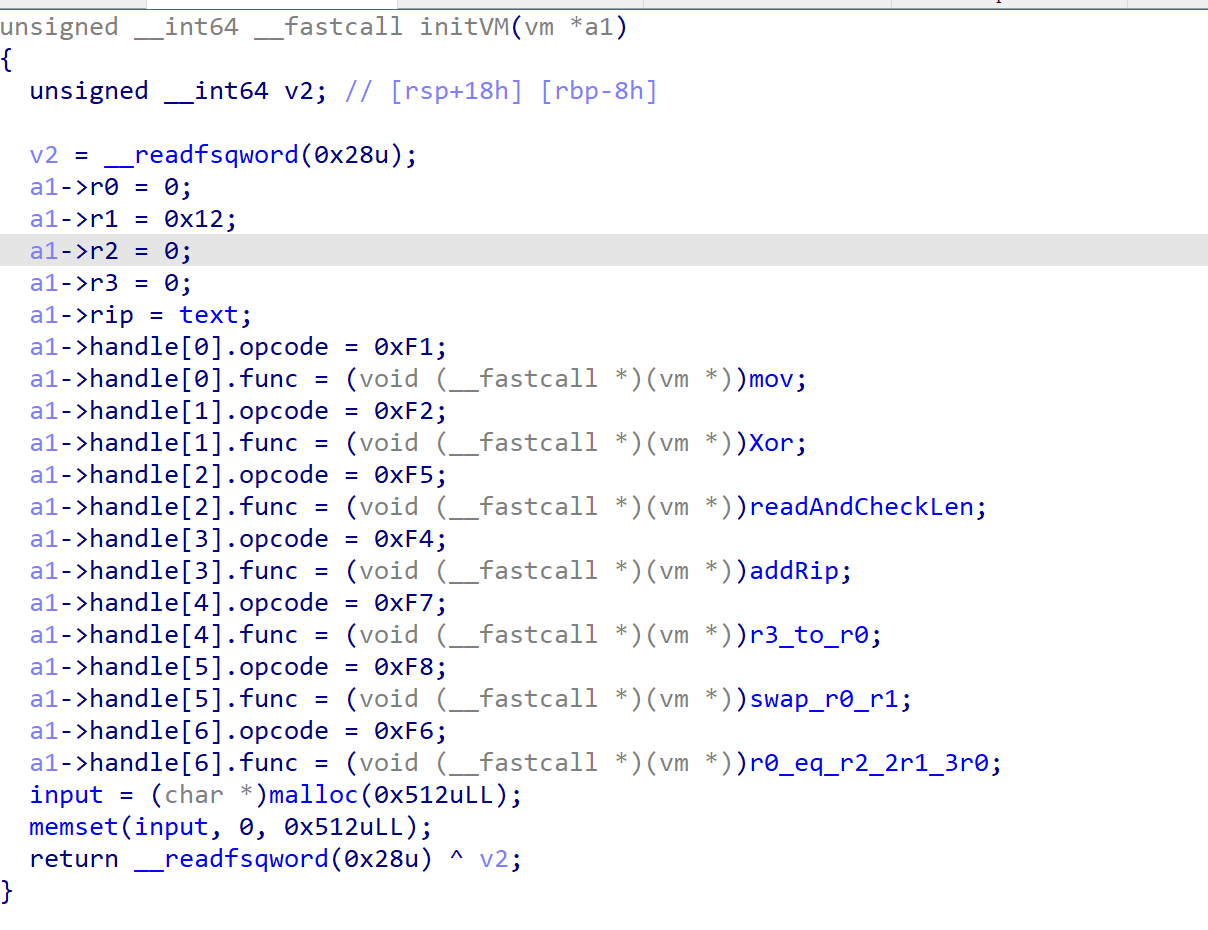 unsigned __int64 __fastcall initVM(vm *a1)
{
  unsigned __int64 v2; // [rsp+18h] [rbp-8h]

  v2 = __readfsqword(0x28u);
  a1->r0 = 0;
  a1->r1 = 0x12;
  a1->r2 = 0;
  a1->r3 = 0;
  a1->rip = text;
  a1->handle[0].opcode = 0xF1;
  a1->handle[0].func = (void (__fastcall *)(vm *))mov;
  a1->handle[1].opcode = 0xF2;
  a1->handle[1].func = (void (__fastcall *)(vm *))Xor;
  a1->handle[2].opcode = 0xF5;
  a1->handle[2].func = (void (__fastcall *)(vm *))readAndCheckLen;
  a1->handle[3].opcode = 0xF4;
  a1->handle[3].func = (void (__fastcall *)(vm *))addRip;
  a1->handle[4].opcode = 0xF7;
  a1->handle[4].func = (void (__fastcall *)(vm *))r3_to_r0;
  a1->handle[5].opcode = 0xF8;
  a1->handle[5].func = (void (__fastcall *)(vm *))swap_r0_r1;
  a1->handle[6].opcode = 0xF6;
  a1->handle[6].func = (void (__fastcall *)(vm *))r0_eq_r2_2r1_3r0;
  input = (char *)malloc(0x512uLL);
  memset(input, 0, 0x512uLL);
  return __readfsqword(0x28u) ^ v2;
}